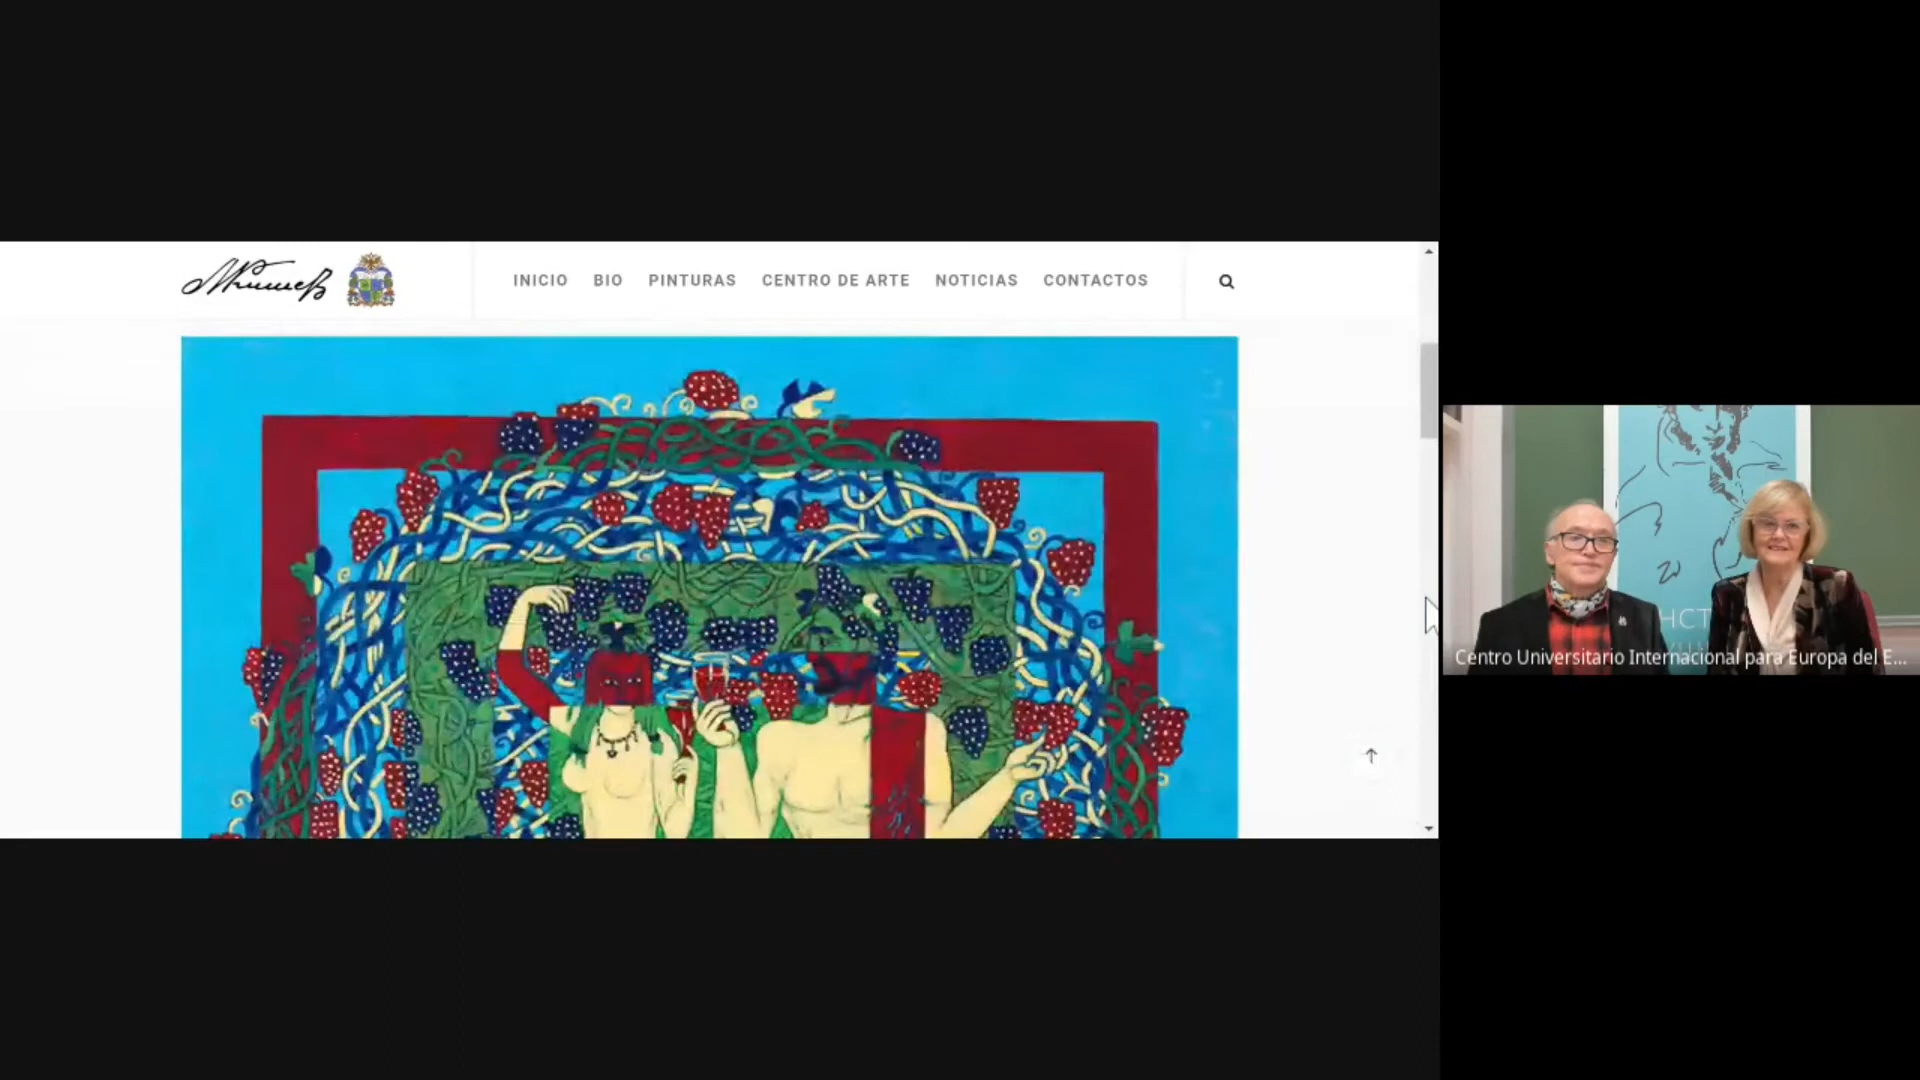 INICIO BIO PINTURAS CENTRO DE ARTE NOTICIAS CONTACTOS
Centro Universitario Internacional para Europa del E...